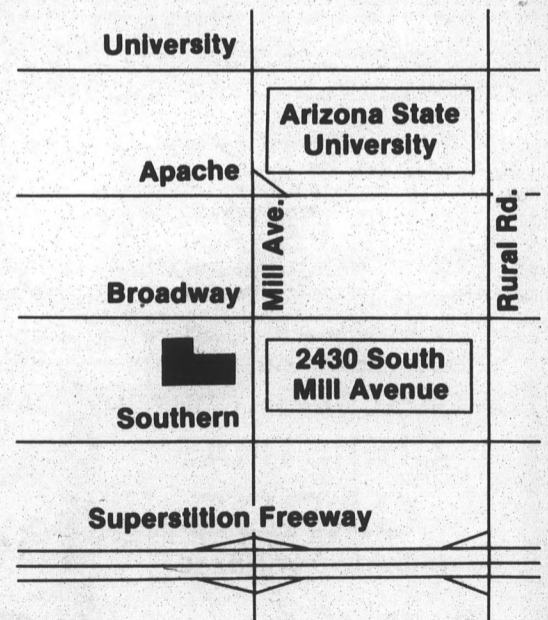 University
Arizona State
University
Apache
Mill Ave.
Rural Rd.
Broadway
2430 South
Mill Avenue
Southern
Superstition Freeway